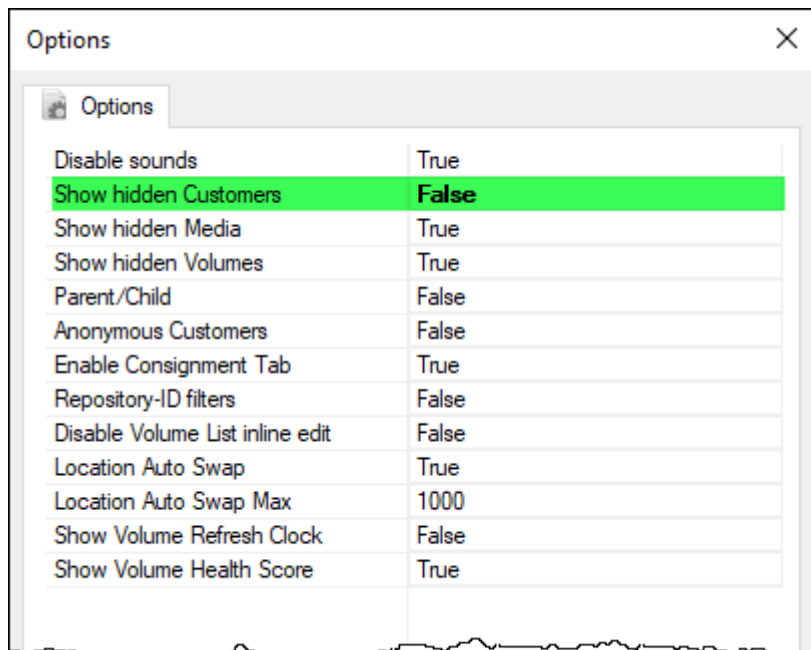 Options
Options
Disable sounds True
Show hidden Customers False
Show hidden Media True
Show hidden Volumes True
Parent/Child False
Anonymous Customers False
Enable Consignment Tab True
Repository-ID filters False
Disable Volume List inline edit False
Location Auto Swap True
Location Auto Swap Max 1000
Show Volume Refresh Clock False
Show Volume Health Score True